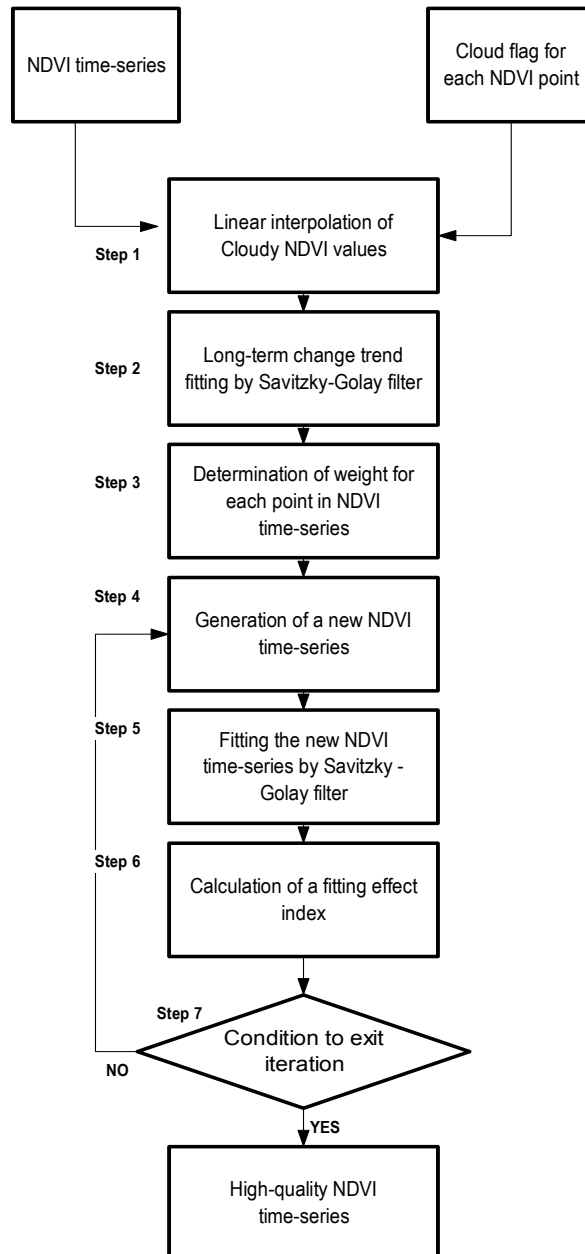 NDVI time-series
Cloud flag for
each NDVI point
Linear interpolation of
Cloudy NDVI values
Step 1
Long-term change trend
fitting by Savitzky-Golay filter
Step 2
Determination of weight for
each point in NDVI
time-series
Step 3
Step 4
Generation of a new NDVI
time-series
Step 5
Fitting the new NDVI
time-series by Savitzky -
Golay filter
Step 6
Calculation of a fitting effect
index
Step 7
Condition to exit
iteration
NO
YES
High-quality NDVI
time-series